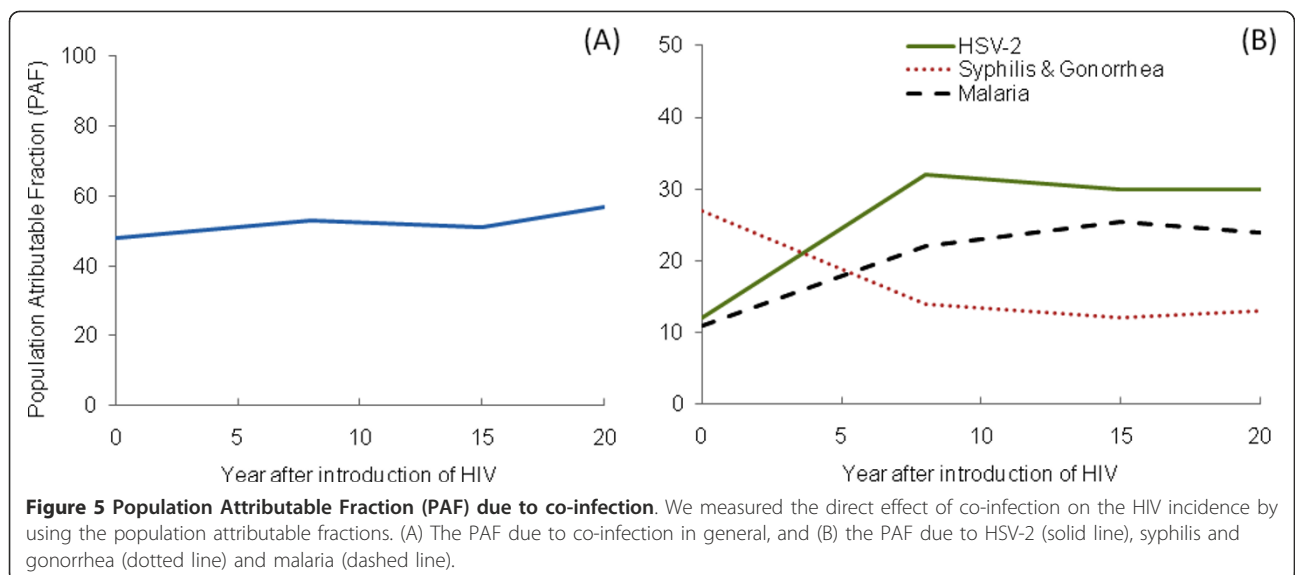 (A)
Population Atributable Fraction (PAF)
100
80
60
40
20
0
0 5 10 15 20
Year after introduction of HIV
(B)
HSV-2
Syphilis & Gonorrhea
Malaria
50
40
30
20
10
0
0 5 10 15 20
Year after introduction of HIV
Figure 5 Population Attributable Fraction (PAF) due to co-infection. We measured the direct effect of co-infection on the HIV incidence by
using the population attributable fractions. (A) The PAF due to co-infection in general, and (B) the PAF due to HSV-2 (solid line), syphilis and
gonorrhea (dotted line) and malaria (dashed line).